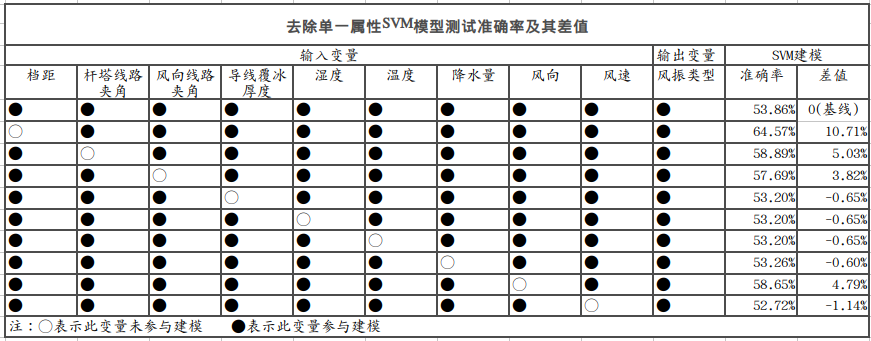 去除单一属性SVM模型测试准确率及其差值
输入变量 输出变量 SVM建模
档距 杆塔线路夹角 风向线路夹角 导线覆冰厚度 湿度 温度 降水量 风向 风速 风振类型 准确率 差值
● ● ● ● ● ● ● ● ● ● 53.86% 0(基线)
○ ● ● ● ● ● ● ● ● ● 64.57% 10.71%
● ○ ● ● ● ● ● ● ● ● 58.89% 5.03%
● ● ○ ● ● ● ● ● ● ● 57.69% 3.82%
● ● ● ○ ● ● ● ● ● ● 53.20% -0.65%
● ● ● ● ○ ● ● ● ● ● 53.20% -0.65%
● ● ● ● ● ○ ● ● ● ● 53.20% -0.65%
● ● ● ● ● ● ○ ● ● ● 53.26% -0.60%
● ● ● ● ● ● ● ○ ● ● 58.65% 4.79%
● ● ● ● ● ● ● ● ○ ● 52.72% -1.14%
注：○表示此变量未参与建模 ●表示此变量参与建模